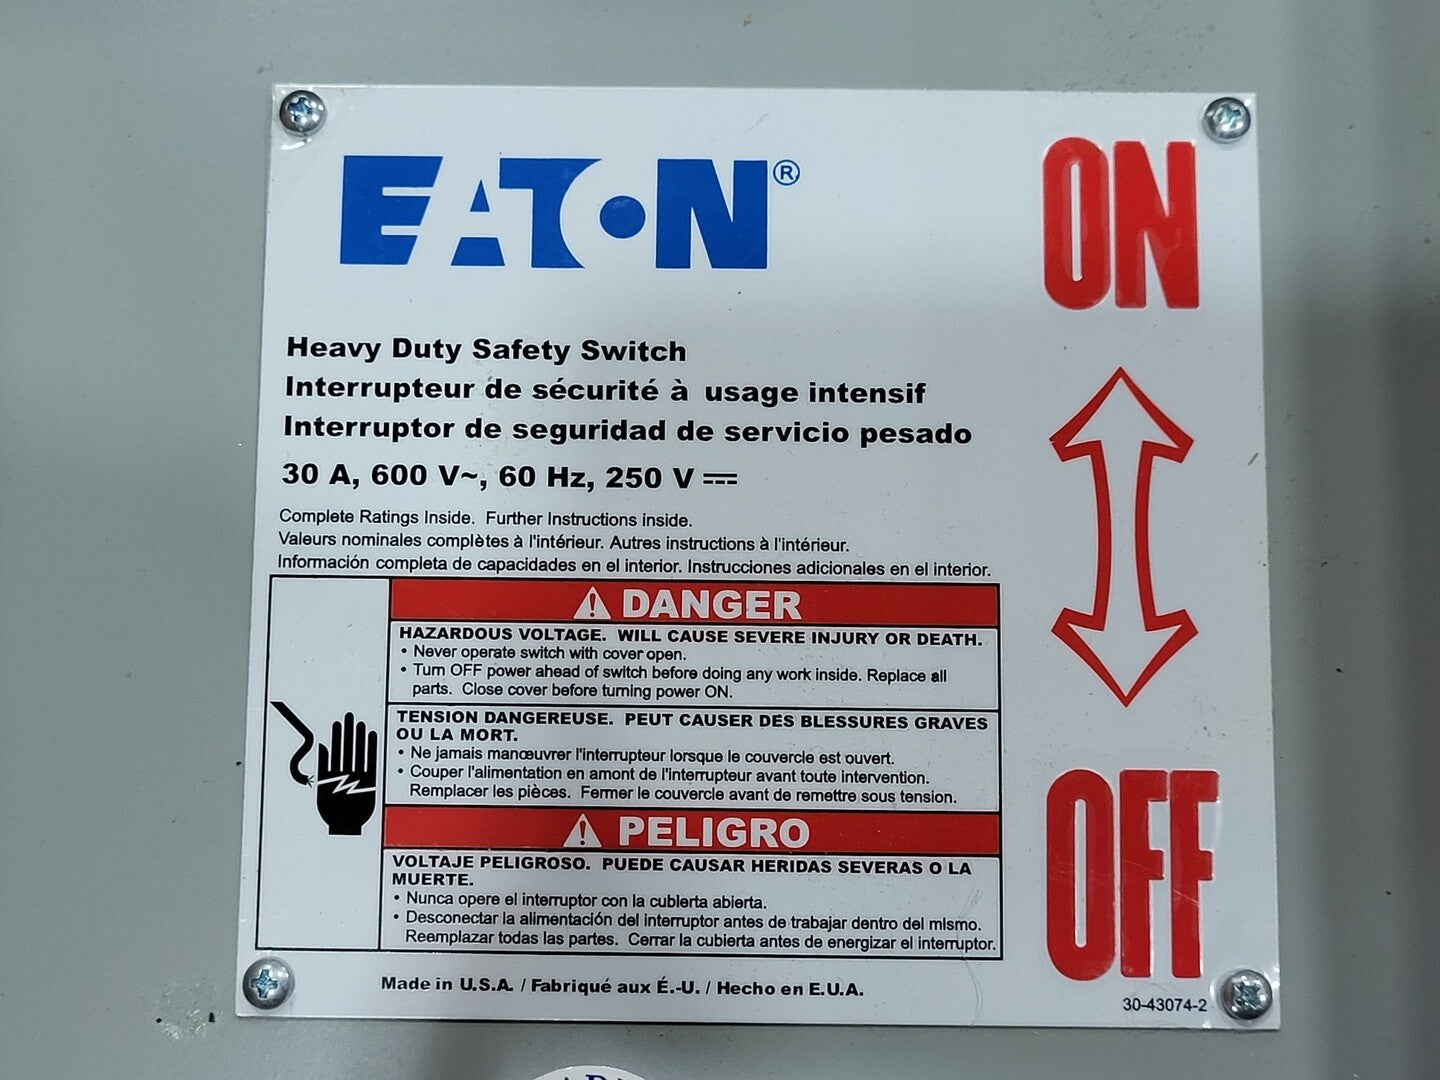 EATON®
ON
Heavy Duty Safety Switch
Interrupteur de sécurité à usage intensif
Interruptor de seguridad de servicio pesado
30 A, 600 V~, 60 Hz, 250 V ⎓
Complete Ratings Inside. Further Instructions inside.
Valeurs nominales complètes à l'intérieur. Autres instructions à l'intérieur.
Información completa de capacidades en el interior. Instrucciones adicionales en el interior.
⚠ DANGER
HAZARDOUS VOLTAGE. WILL CAUSE SEVERE INJURY OR DEATH.
• Never operate switch with cover open.
• Turn OFF power ahead of switch before doing any work inside. Replace all
parts. Close cover before turning power ON.
TENSION DANGEREUSE. PEUT CAUSER DES BLESSURES GRAVES
OU LA MORT.
• Ne jamais manœuvrer l'interrupteur lorsque le couvercle est ouvert.
• Couper l'alimentation en amont de l'interrupteur avant toute intervention.
Remplacer les pièces. Fermer le couvercle avant de remettre sous tension.
⚠ PELIGRO
VOLTAJE PELIGROSO. PUEDE CAUSAR HERIDAS SEVERAS O LA
MUERTE.
• Nunca opere el interruptor con la cubierta abierta.
• Desconectar la alimentación del interruptor antes de trabajar dentro del mismo.
Reemplazar todas las partes. Cerrar la cubierta antes de energizar el interruptor.
OFF
Made in U.S.A. / Fabriqué aux É.-U. / Hecho en E.U.A.
30-43074-2